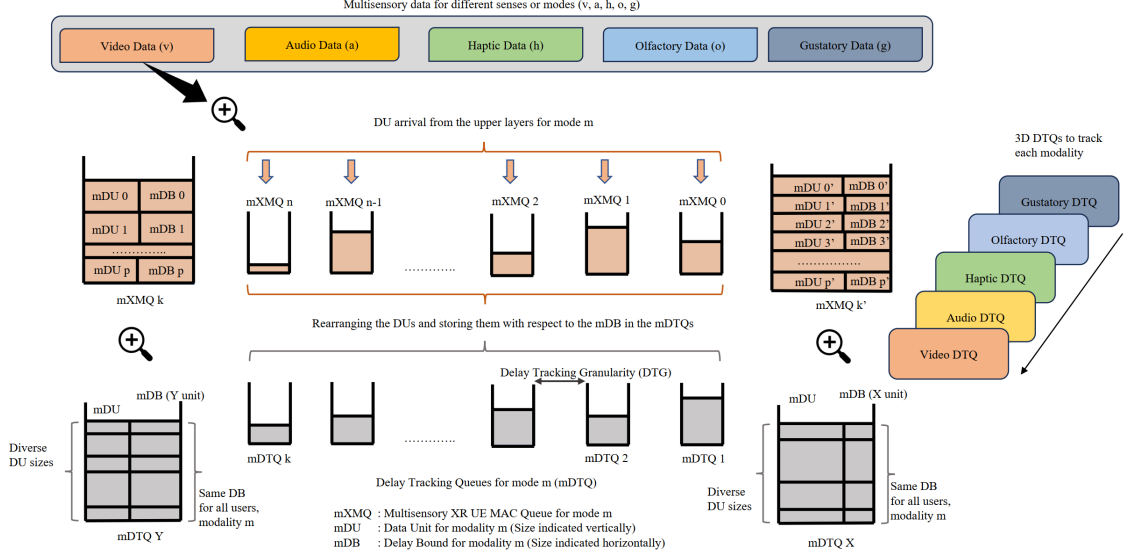 Multisensory data for different senses or modes (v, a, h, o, g)
Video Data (v)
Audio Data (a)
Haptic Data (h)
Olfactory Data (o)
Gustatory Data (g)
DU arrival from the upper layers for mode m
mXMQ n
mXMQ n-1
mXMQ 2
mXMQ 1
mXMQ 0
………….
mDU 0
mDB 0
mDU 1
mDB 1
…………..
mDU p
mDB p
mXMQ k
mDU 0’
mDB 0’
mDU 1’
mDB 1’
mDU 2’
mDB 2’
mDU 3’
mDB 3’
……………..
mDU p’
mDB p’
mXMQ k’
3D DTQs to track
each modality
Gustatory DTQ
Olfactory DTQ
Haptic DTQ
Audio DTQ
Video DTQ
Rearranging the DUs and storing them with respect to the mDB in the mDTQs
Delay Tracking Granularity (DTG)
mDTQ k
………….
mDTQ 2
mDTQ 1
Delay Tracking Queues for mode m (mDTQ)
mDB (Y unit)
mDU
Diverse
DU sizes
Same DB
for all users,
modality m
mDTQ Y
mDB (X unit)
mDU
Diverse
DU sizes
Same DB
for all users,
modality m
mDTQ X
mXMQ : Multisensory XR UE MAC Queue for mode m
mDU : Data Unit for modality m (Size indicated vertically)
mDB : Delay Bound for modality m (Size indicated horizontally)